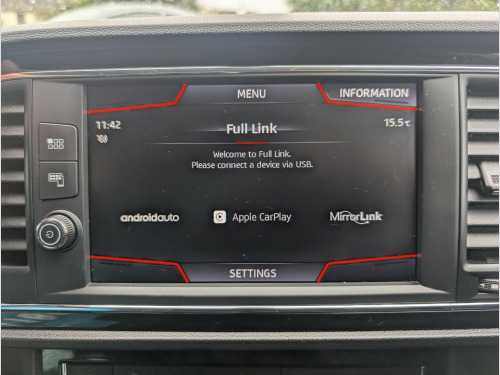 MENU
INFORMATION
11:42
Full Link
15.5°C
Welcome to Full Link.
Please connect a device via USB.
androidauto
Apple CarPlay
MirrorLink
SETTINGS